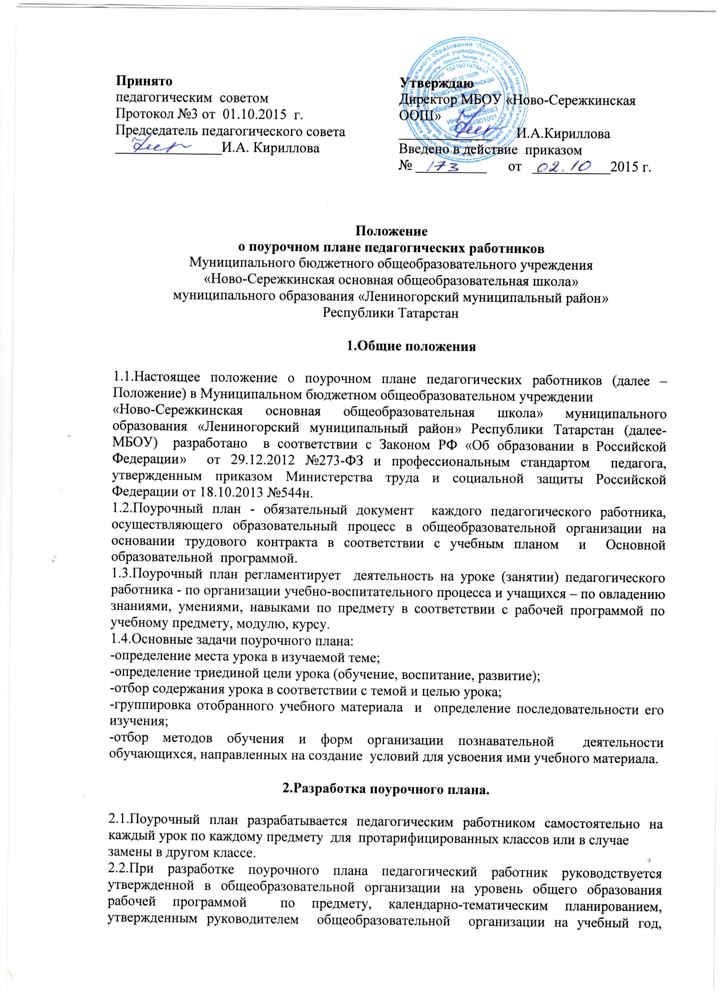 Принято
педагогическим советом
Протокол №3 от 01.10.2015 г.
Председатель педагогического совета
_______________И.А. Кириллова
Утверждаю
Директор МБОУ «Ново-Сережкинская
ООШ»
_____________ И.А.Кириллова
Введено в действие приказом
№ 173 от 02.10 2015 г.
Положение
о поурочном плане педагогических работников
Муниципального бюджетного общеобразовательного учреждения
«Ново-Сережкинская основная общеобразовательная школа»
муниципального образования «Лениногорский муниципальный район»
Республики Татарстан
1.Общие положения
1.1.Настоящее положение о поурочном плане педагогических работников (далее –
Положение) в Муниципальном бюджетном общеобразовательном учреждении
«Ново-Сережкинская основная общеобразовательная школа» муниципального
образования «Лениногорский муниципальный район» Республики Татарстан (далее-
МБОУ) разработано в соответствии с Законом РФ «Об образовании в Российской
Федерации» от 29.12.2012 №273-ФЗ и профессиональным стандартом педагога,
утвержденным приказом Министерства труда и социальной защиты Российской
Федерации от 18.10.2013 №544н.
1.2.Поурочный план - обязательный документ каждого педагогического работника,
осуществляющего образовательный процесс в общеобразовательной организации на
основании трудового контракта в соответствии с учебным планом и Основной
образовательной программой.
1.3.Поурочный план регламентирует деятельность на уроке (занятии) педагогического
работника - по организации учебно-воспитательного процесса и учащихся – по овладению
знаниями, умениями, навыками по предмету в соответствии с рабочей программой по
учебному предмету, модулю, курсу.
1.4.Основные задачи поурочного плана:
-определение места урока в изучаемой теме;
-определение триединой цели урока (обучение, воспитание, развитие);
-отбор содержания урока в соответствии с темой и целью урока;
-группировка отобранного учебного материала и определение последовательности его
изучения;
-отбор методов обучения и форм организации познавательной деятельности
обучающихся, направленных на создание условий для усвоения ими учебного материала.
2.Разработка поурочного плана.
2.1.Поурочный план разрабатывается педагогическим работником самостоятельно на
каждый урок по каждому предмету для протарифицированных классов или в случае
замены в другом классе.
2.2.При разработке поурочного плана педагогический работник руководствуется
утвержденной в общеобразовательной организации на уровень общего образования
рабочей программой по предмету, календарно-тематическим планированием,
утвержденным руководителем общеобразовательной организации на учебный год,